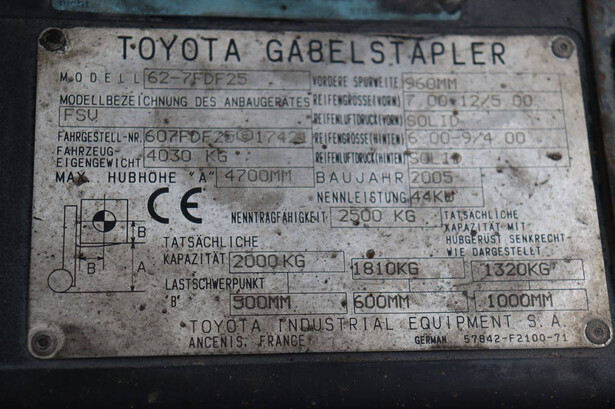 TOYOTA GABELSTAPLER
MODELL 62-7FDF25 VORDERE SPURWEITE 960MM
MODELLBEZEICHNUNG DES ANBAUGERÄTES REIFENGRÖSSE(VORN) 7.00-12/5.00
FSV REIFENLUFTDRUCK(VORN) SOLID
FAHRGESTELL-NR. REIFENGRÖSSE(HINTEN) 6.00-9/4.00
FAHRZEUG- EIGENGEWICHT 4030 KG REIFENLUFTDRUCK(HINTEN) SOLID
MAX. HUBHÖHE "A" 4700MM BAUJAHR 2005
NENNLEISTUNG 44KW
CE
NENNTRAGFÄHIGKEIT 2500 KG
TATSÄCHLICHE
KAPAZITÄT MIT
HUBGERÜST SENKRECHT
WIE DARGESTELLT
B
B
A
TATSÄCHLICHE
KAPAZITÄT 2000KG 1810KG 1320KG
LASTSCHWERPUNKT
"B" 500MM 600MM 1000MM
TOYOTA INDUSTRIAL EQUIPMENT S.A.
ANCENIS, FRANCE GERMAN 57842-F2100-71